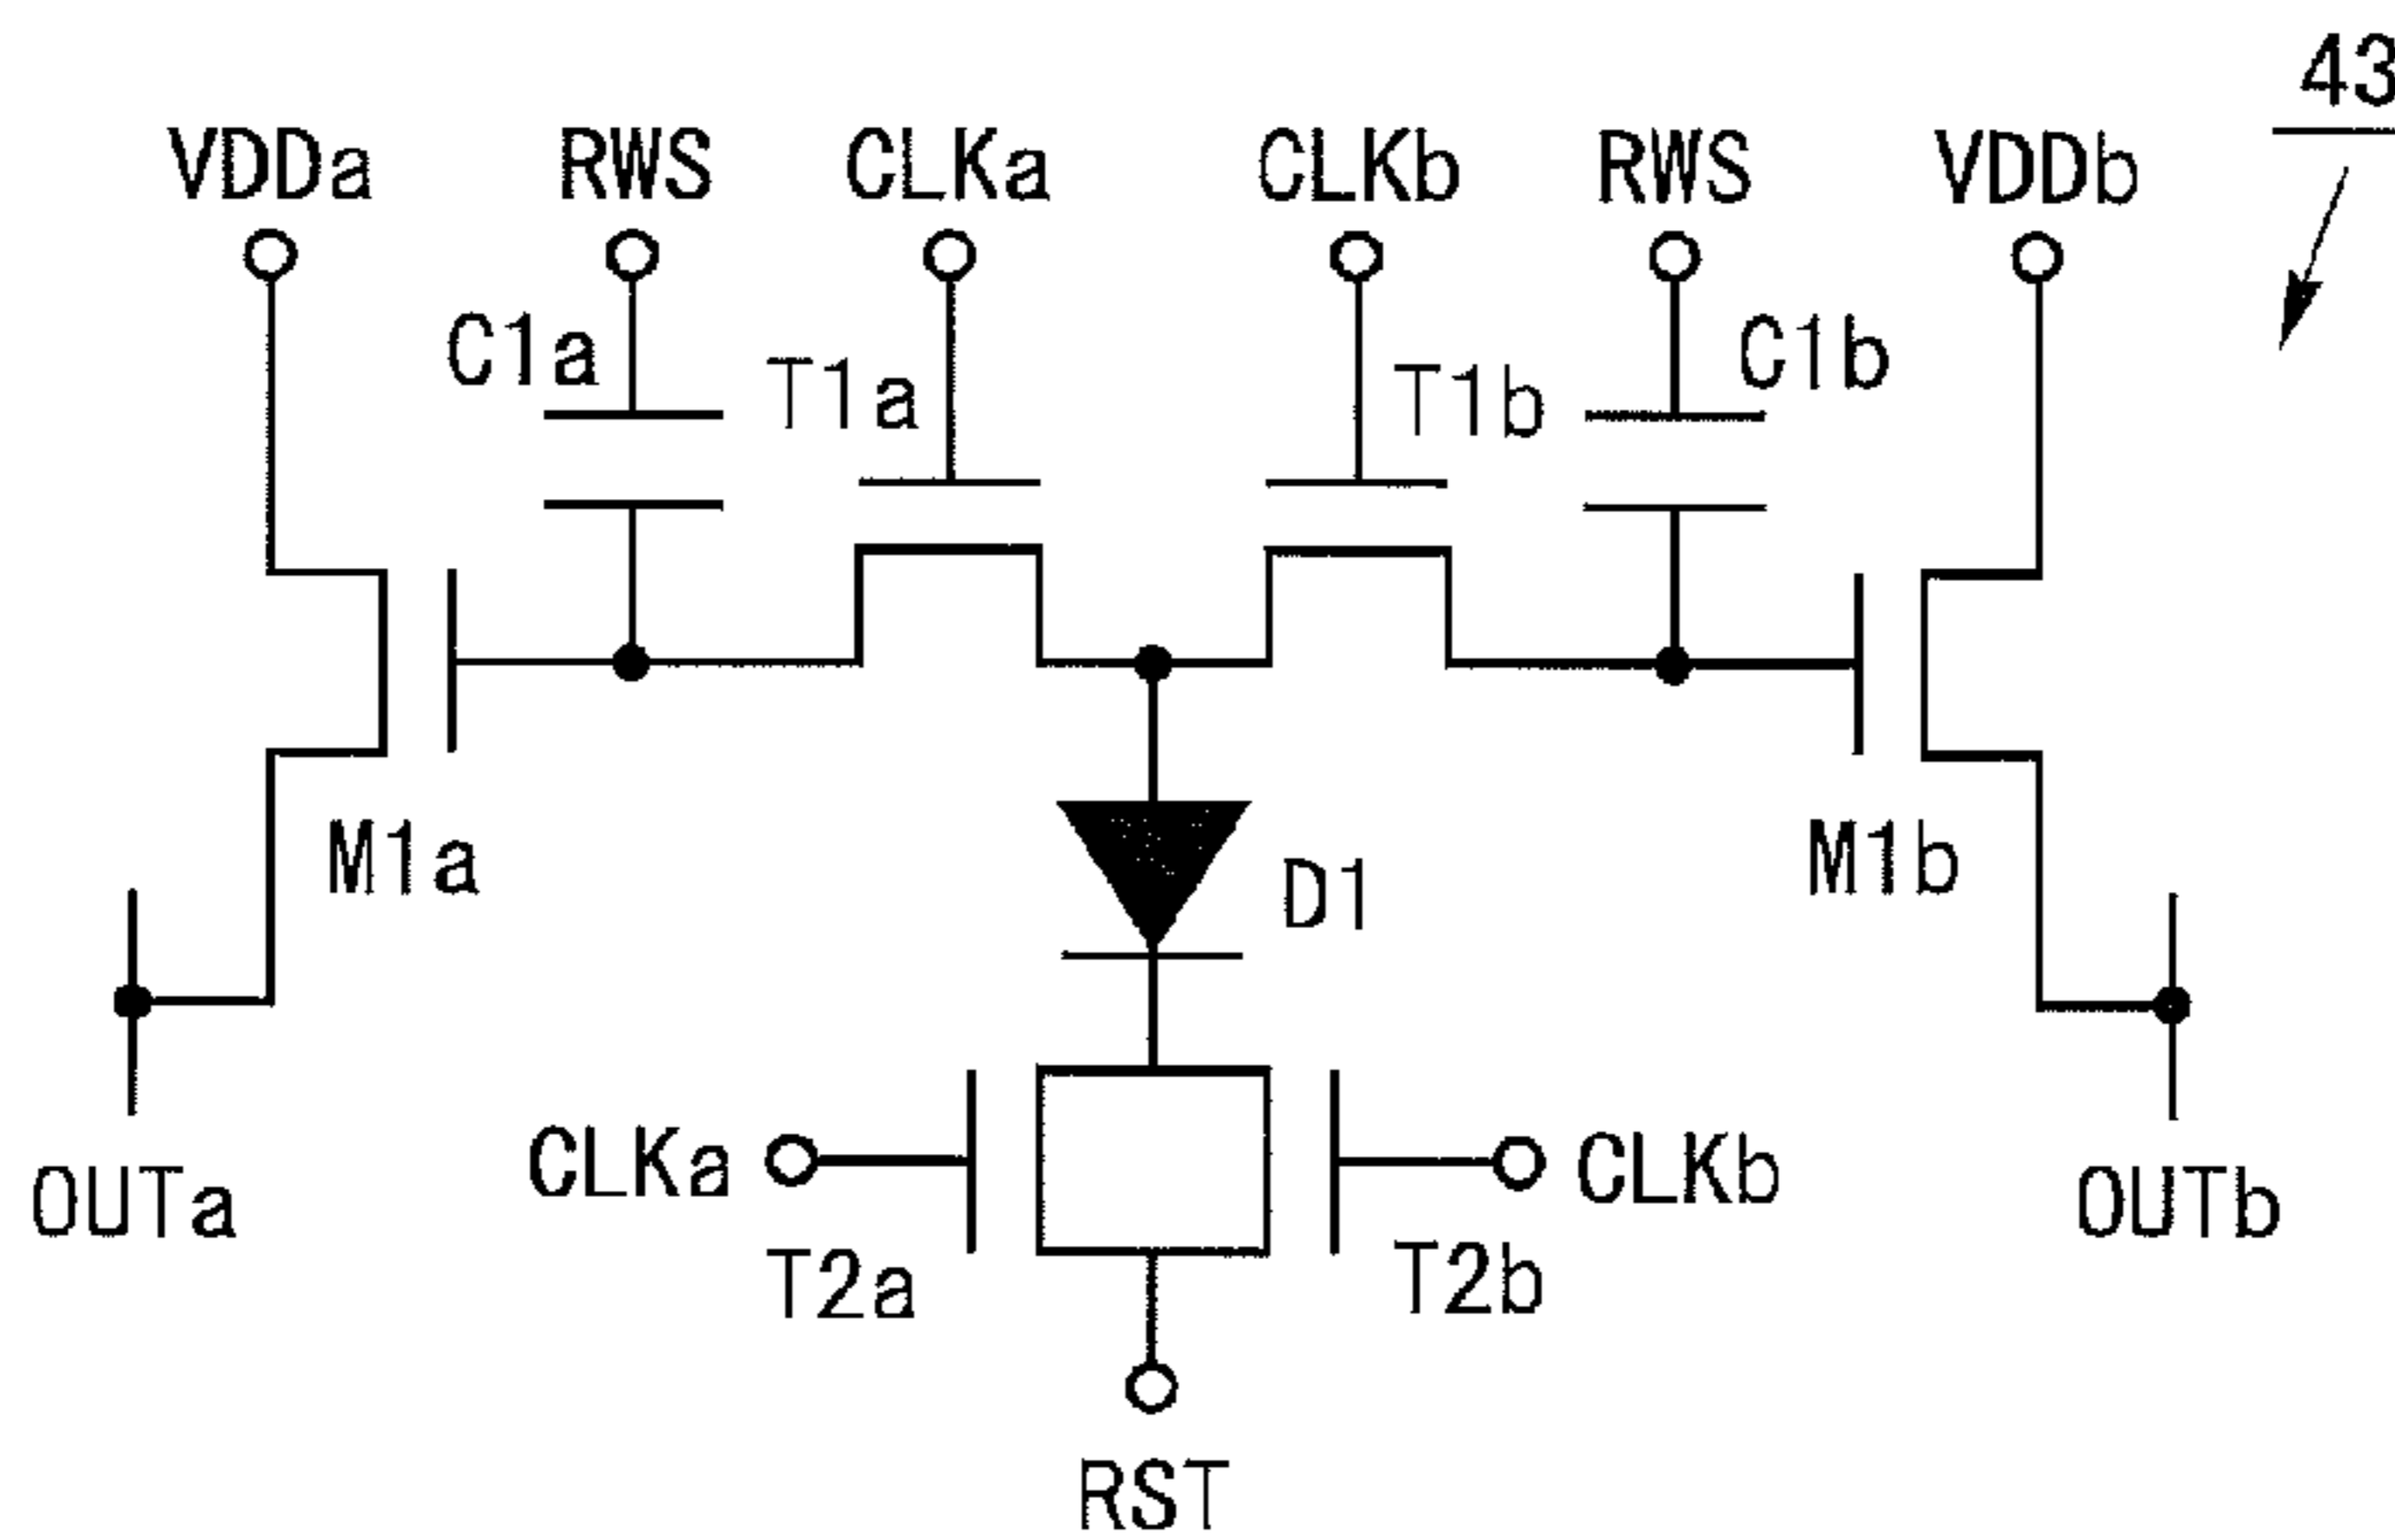 43
VDDa RWS CLKa CLKb RWS VDDb
C1a T1a T1b C1b
M1a D1 M1b
OUTa CLKa CLKb OUTb
T2a T2b
RST